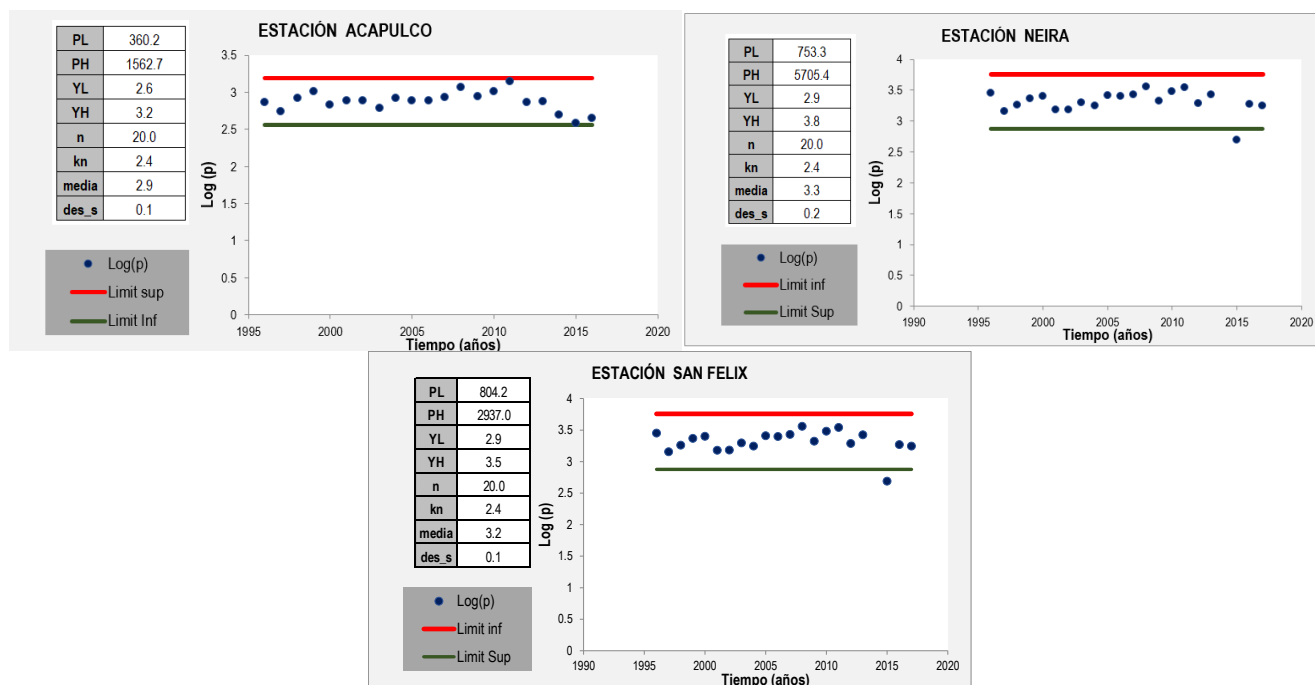 ESTACIÓN ACAPULCO
PL 360.2
PH 1562.7
YL 2.6
YH 3.2
n 20.0
kn 2.4
media 2.9
des_s 0.1
Log(p)
Limit sup
Limit Inf
Log (p)
3.5
3
2.5
2
1.5
1
0.5
0
1995 2000 2005 2010 2015 2020
Tiempo (años)
ESTACIÓN NEIRA
PL 753.3
PH 5705.4
YL 2.9
YH 3.8
n 20.0
kn 2.4
media 3.3
des_s 0.2
Log(p)
Limit inf
Limit Sup
Log (p)
4
3.5
3
2.5
2
1.5
1
0.5
0
1990 1995 2000 2005 2010 2015 2020
Tiempo (años)
ESTACIÓN SAN FELIX
PL 804.2
PH 2937.0
YL 2.9
YH 3.5
n 20.0
kn 2.4
media 3.2
des_s 0.1
Log(p)
Limit inf
Limit Sup
Log (p)
4
3.5
3
2.5
2
1.5
1
0.5
0
1990 1995 2000 2005 2010 2015 2020
Tiempo (años)